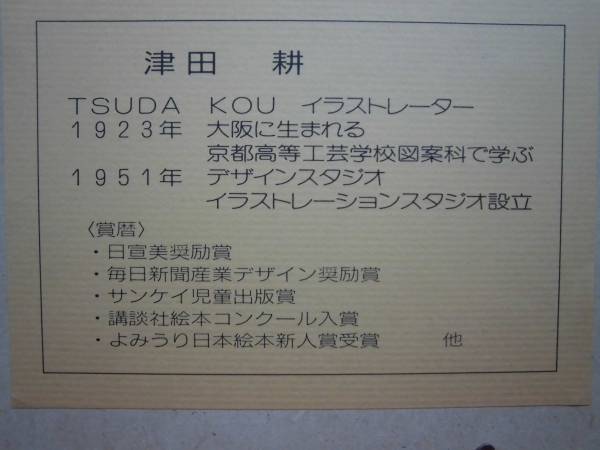 津田　耕
TSUDA　KOU　イラストレーター
1923年　大阪に生まれる
京都高等工芸学校図案科で学ぶ
1951年　デザインスタジオ
イラストレーションスタジオ設立
〈賞暦〉
・日宣美奨励賞
・毎日新聞産業デザイン奨励賞
・サンケイ児童出版賞
・講談社絵本コンクール入賞
・よみうり日本絵本新人賞受賞　　　他